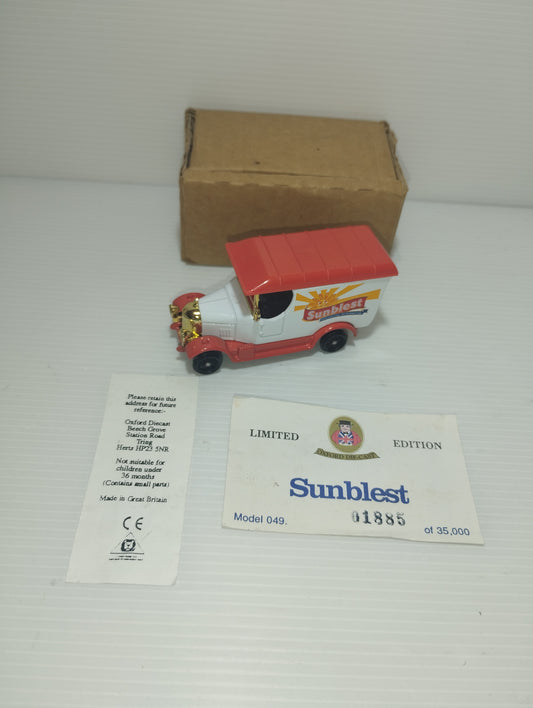 Sunblest
Please retain this
address for future
reference:-
Oxford Diecast
Beech Grove
Station Road
Tring
Herts HP23 5NR
Not suitable for
children under
36 months
(Contains small parts)
Made in Great Britain
CE
LIMITED
EDITION
OXFORD DIE-CAST
Sunblest
Model 049.
01885
of 35,000